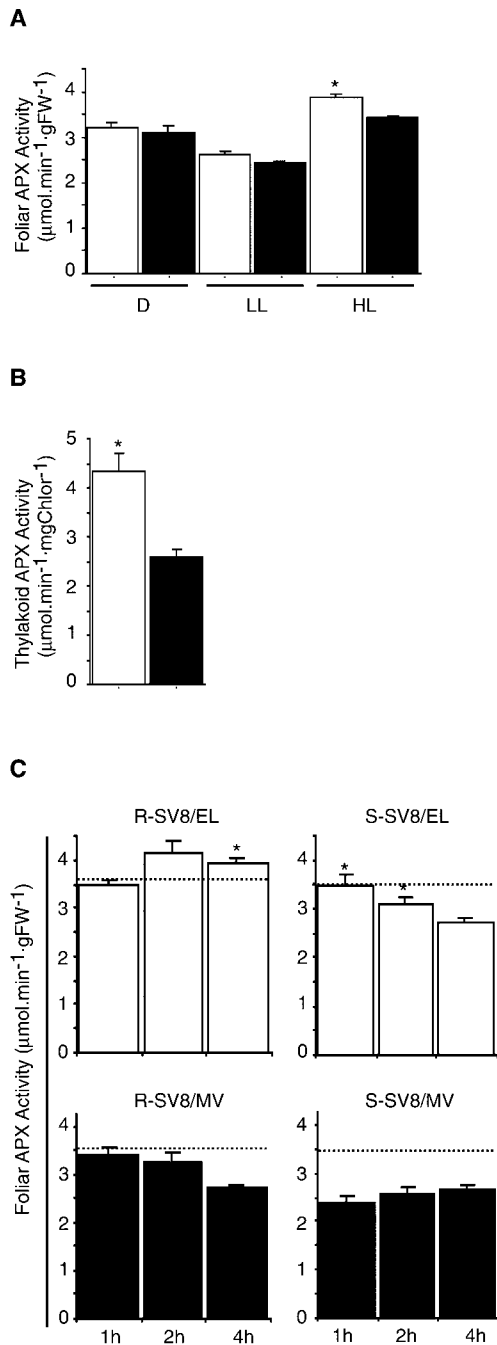 A
Foliar APX Activity
(µmol.min-1.gFW-1)
4
3
2
1
0
*
D
LL
HL
B
Thylakoid APX Activity
(µmol.min-1.mgChlor-1)
5
4
3
2
1
0
*
C
Foliar APX Activity (µmol.min-1.gFW-1)
R-SV8/EL
4
3
2
1
0
*
S-SV8/EL
4
3
2
1
0
*
*
R-SV8/MV
4
3
2
1
0
1h
2h
4h
S-SV8/MV
4
3
2
1
0
1h
2h
4h